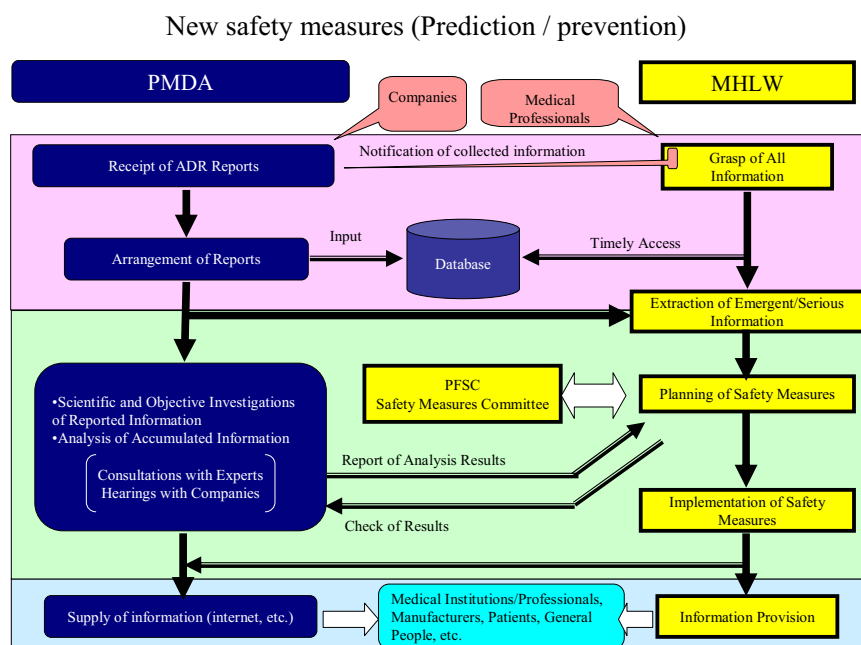 New safety measures (Prediction / prevention)
PMDA
Companies
Medical
Professionals
MHLW
Receipt of ADR Reports
Notification of collected information
Grasp of All
Information
Arrangement of Reports
Input
Database
Timely Access
Extraction of Emergent/Serious
Information
•Scientific and Objective Investigations
of Reported Information
•Analysis of Accumulated Information
Consultations with Experts
Hearings with Companies
PFSC
Safety Measures Committee
Planning of Safety Measures
Report of Analysis Results
Check of Results
Implementation of Safety
Measures
Supply of information (internet, etc.)
Medical Institutions/Professionals,
Manufacturers, Patients, General
People, etc.
Information Provision